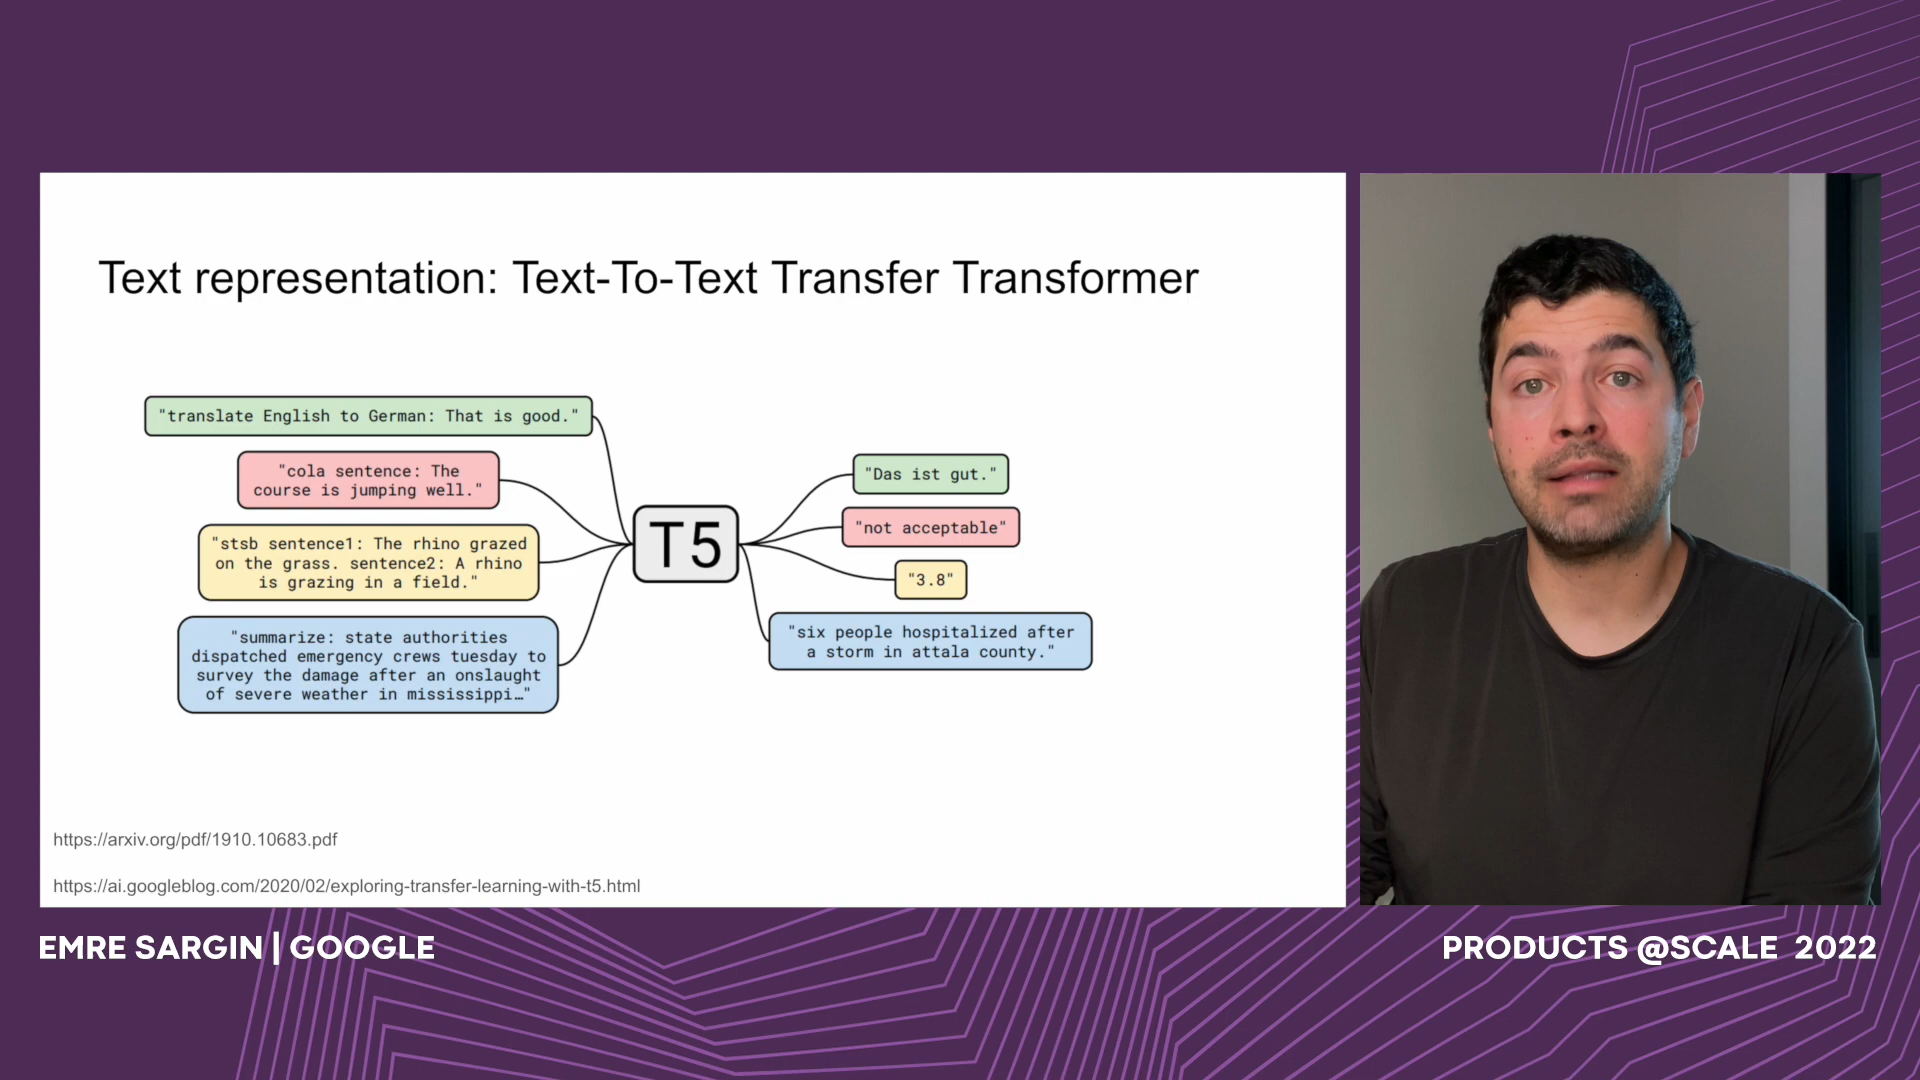 Text representation: Text-To-Text Transfer Transformer
"translate English to German: That is good."
"cola sentence: The
course is jumping well."
"stsb sentence1: The rhino grazed
on the grass. sentence2: A rhino
is grazing in a field."
"summarize: state authorities
dispatched emergency crews tuesday to
survey the damage after an onslaught
of severe weather in mississippi…"
T5
"Das ist gut."
"not acceptable"
"3.8"
"six people hospitalized after
a storm in attala county."
https://arxiv.org/pdf/1910.10683.pdf
https://ai.googleblog.com/2020/02/exploring-transfer-learning-with-t5.html
EMRE SARGIN | GOOGLE
PRODUCTS @SCALE 2022